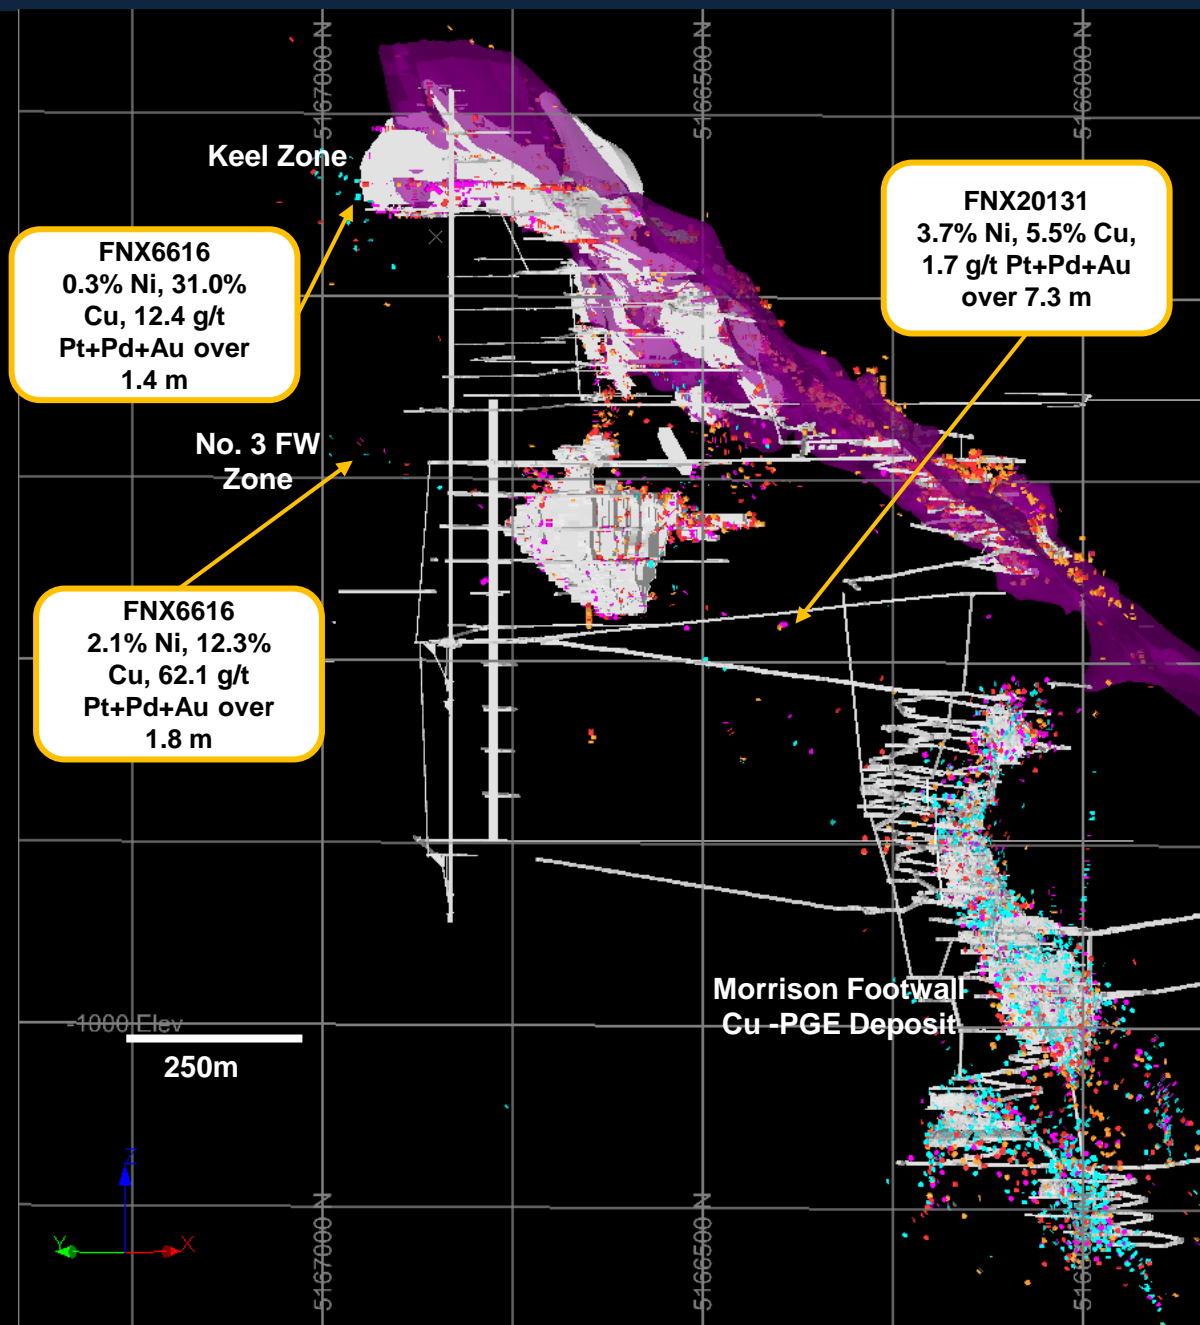 5167000 N
5166500 N
5166000 N
Keel Zone
FNX6616
0.3% Ni, 31.0%
Cu, 12.4 g/t
Pt+Pd+Au over
1.4 m
FNX20131
3.7% Ni, 5.5% Cu,
1.7 g/t Pt+Pd+Au
over 7.3 m
No. 3 FW
Zone
FNX6616
2.1% Ni, 12.3%
Cu, 62.1 g/t
Pt+Pd+Au over
1.8 m
Morrison Footwall
Cu -PGE Deposit
-1000 Elev
250m
Z
Y
X
5167000 N
5166500 N
5166000 N